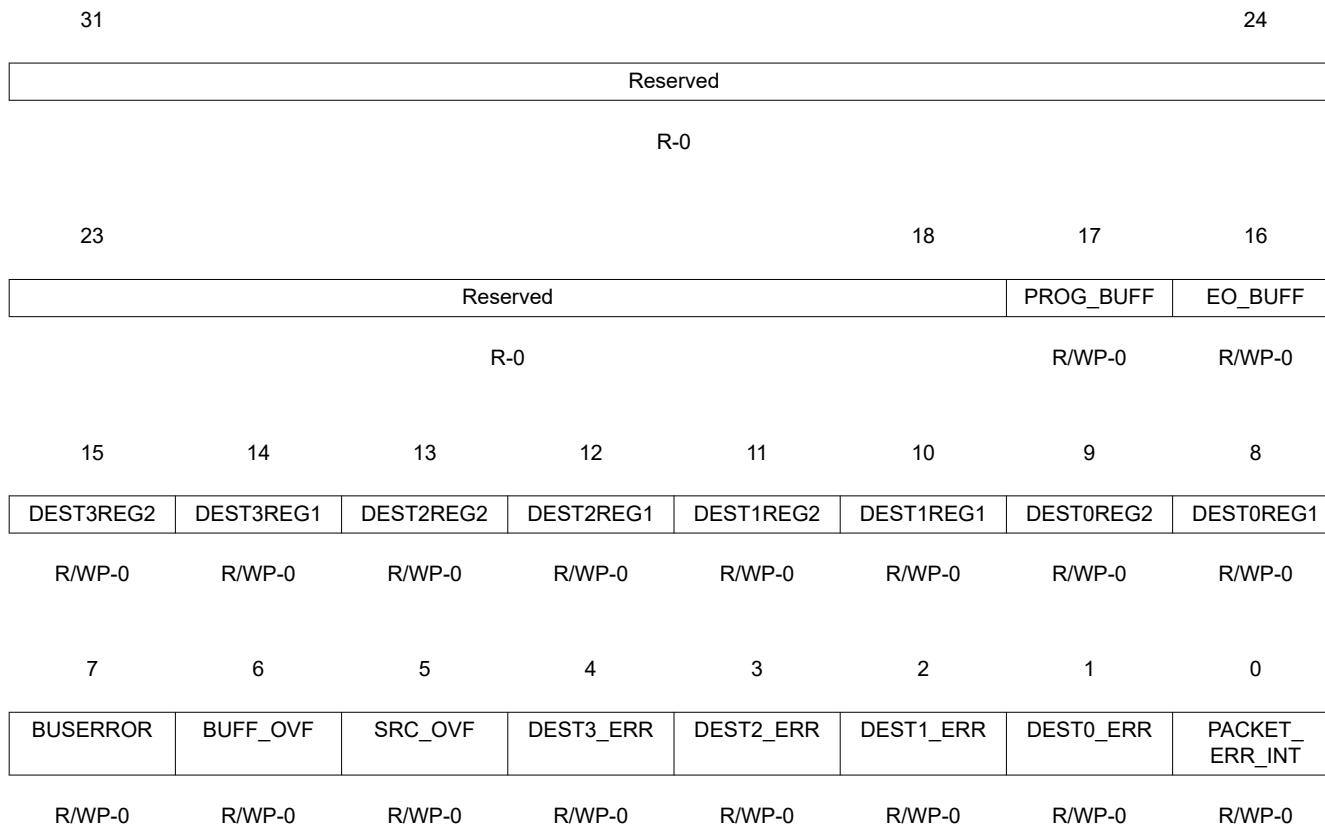 31 24
Reserved
R-0
23 18 17 16
Reserved PROG_BUFF EO_BUFF
R-0 R/WP-0 R/WP-0
15 14 13 12 11 10 9 8
DEST3REG2 DEST3REG1 DEST2REG2 DEST2REG1 DEST1REG2 DEST1REG1 DEST0REG2 DEST0REG1
R/WP-0 R/WP-0 R/WP-0 R/WP-0 R/WP-0 R/WP-0 R/WP-0 R/WP-0
7 6 5 4 3 2 1 0
BUSERROR BUFF_OVF SRC_OVF DEST3_ERR DEST2_ERR DEST1_ERR DEST0_ERR PACKET_
ERR_INT
R/WP-0 R/WP-0 R/WP-0 R/WP-0 R/WP-0 R/WP-0 R/WP-0 R/WP-0